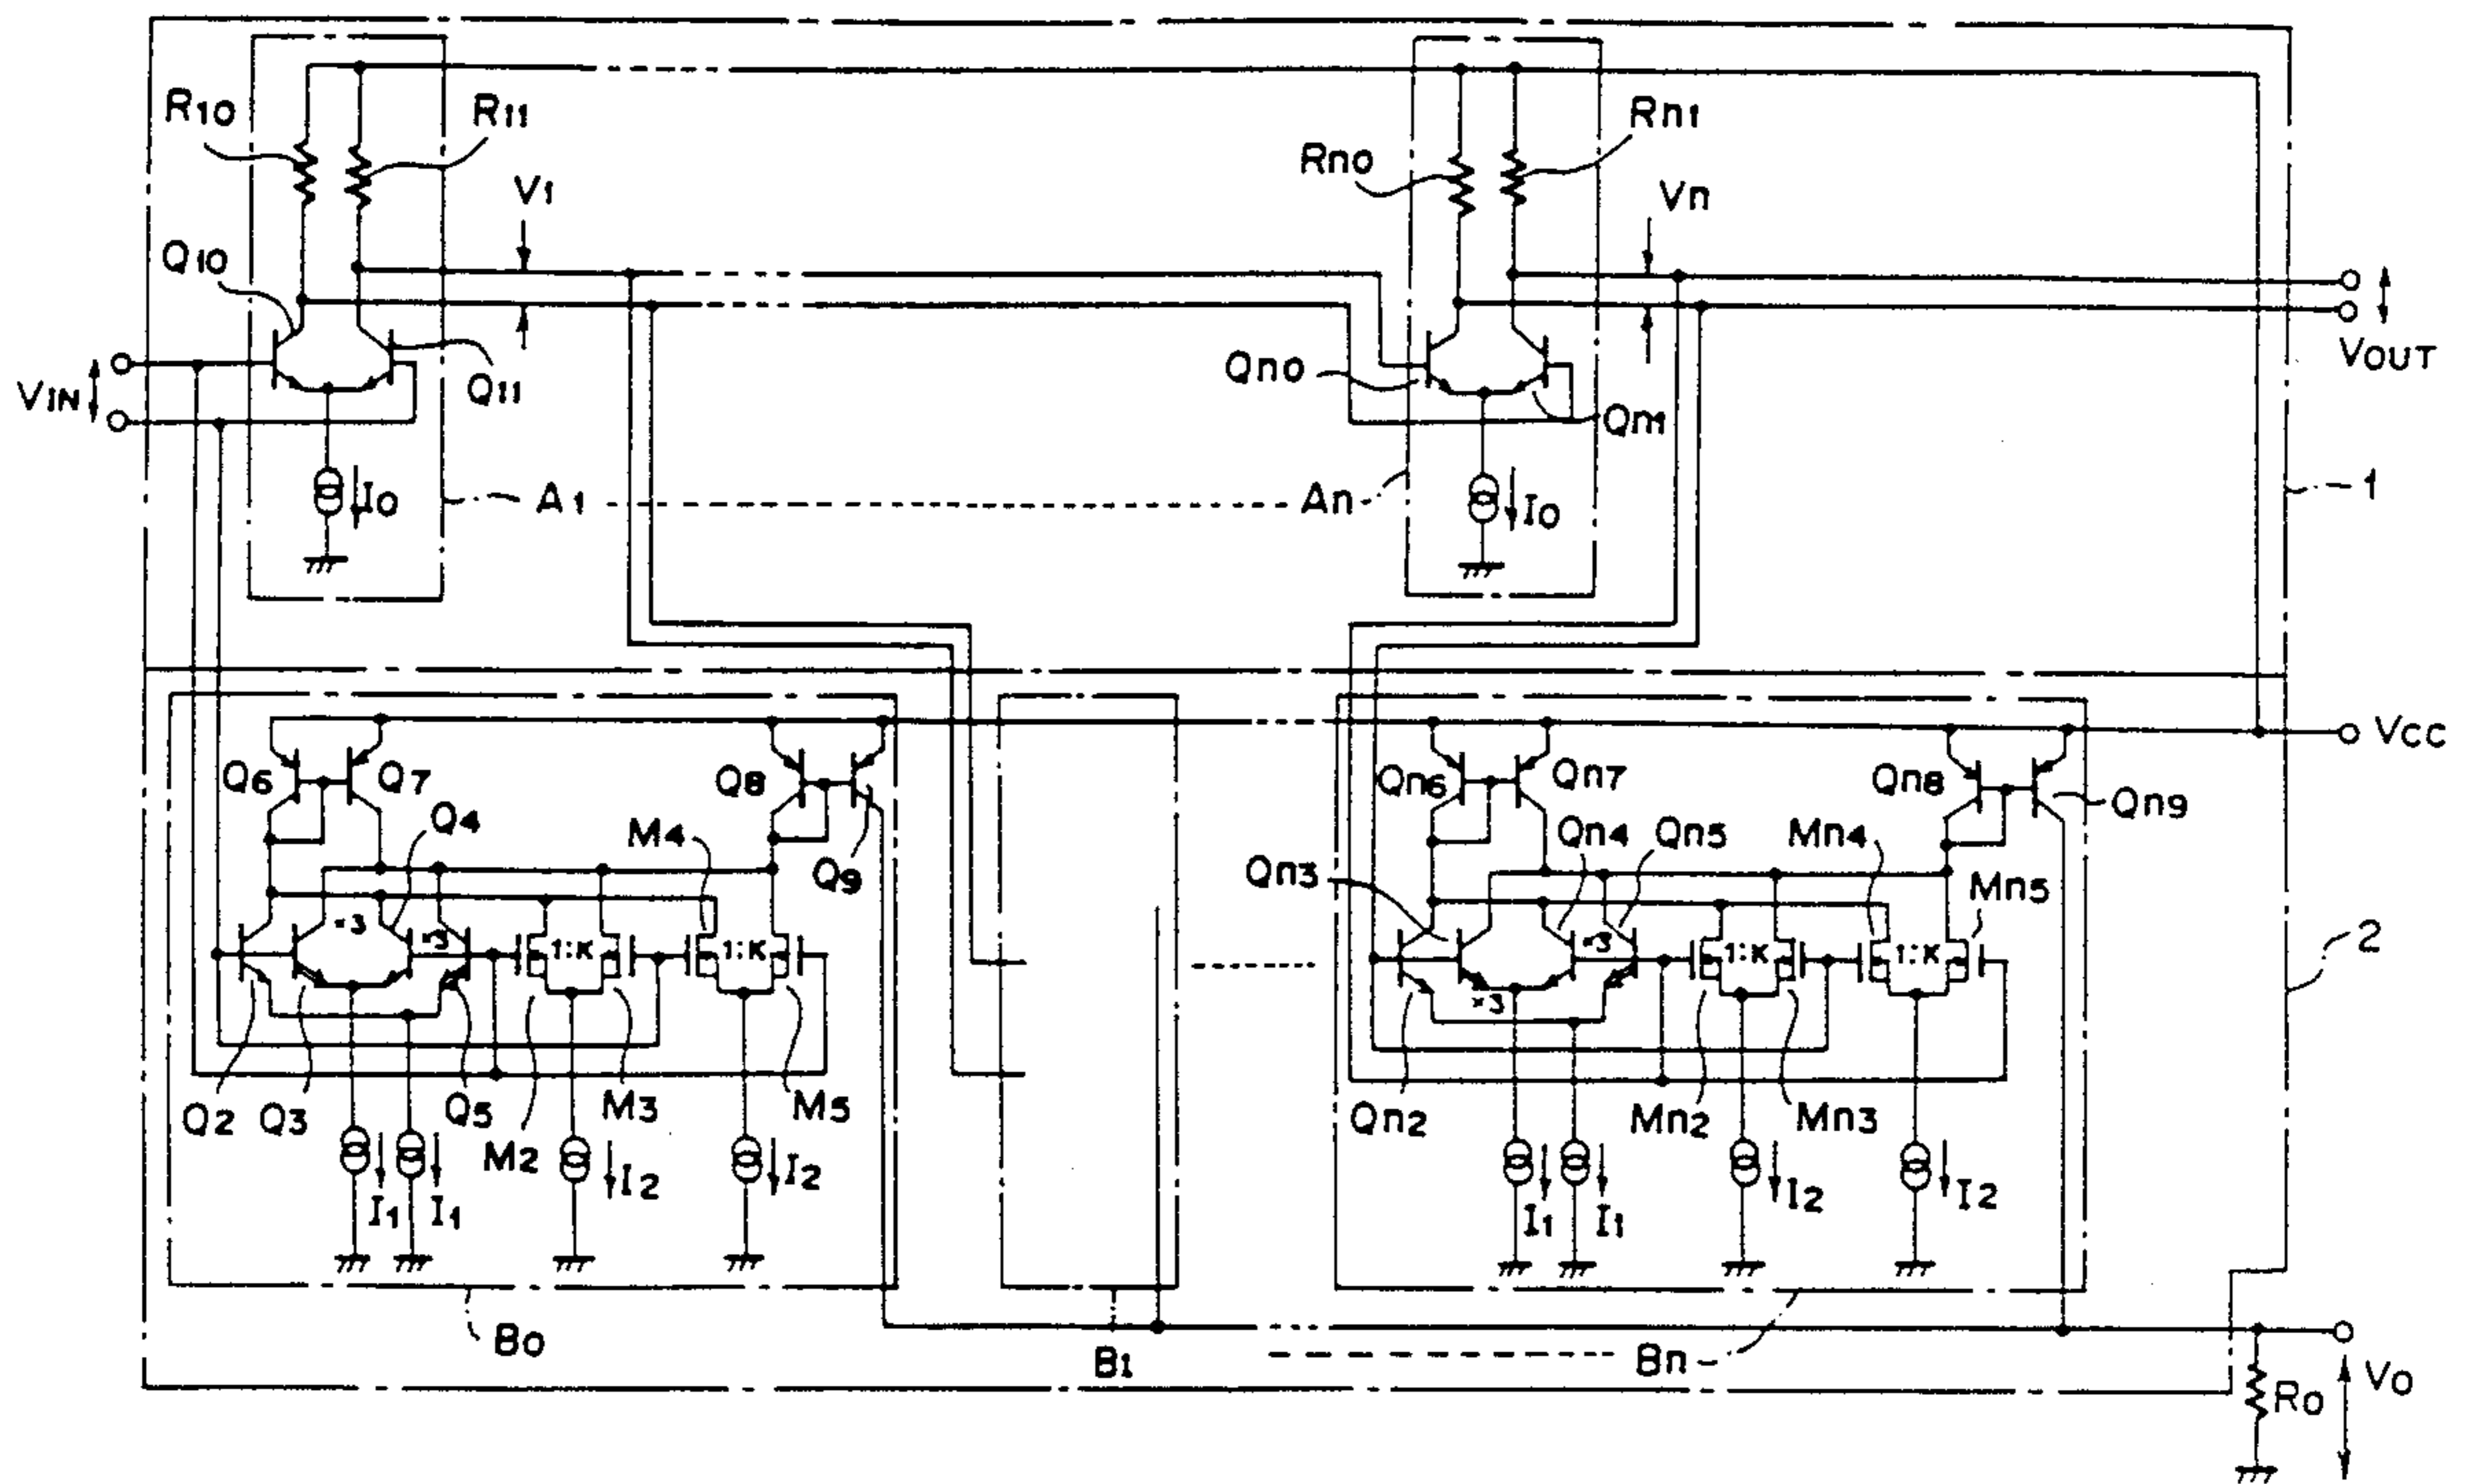 R10
R11
V1
Q10
Q11
VIN
I0
A1
Rn0
Rn1
Vn
Qn0
Qn1
VOUT
An
I0
1
VCC
Q6
Q7
Q4
M4
Q8
Q9
×3
×3
1:K
1:K
Q2
Q3
Q5
M2
M3
M5
I1
I1
I2
I2
B0
B1
Qn6
Qn7
Qn8
Qn9
Qn3
Qn4
Qn5
Mn4
Mn5
×3
×3
1:K
1:K
Qn2
Mn2
Mn3
I1
I1
I2
I2
2
Bn
R0
V0